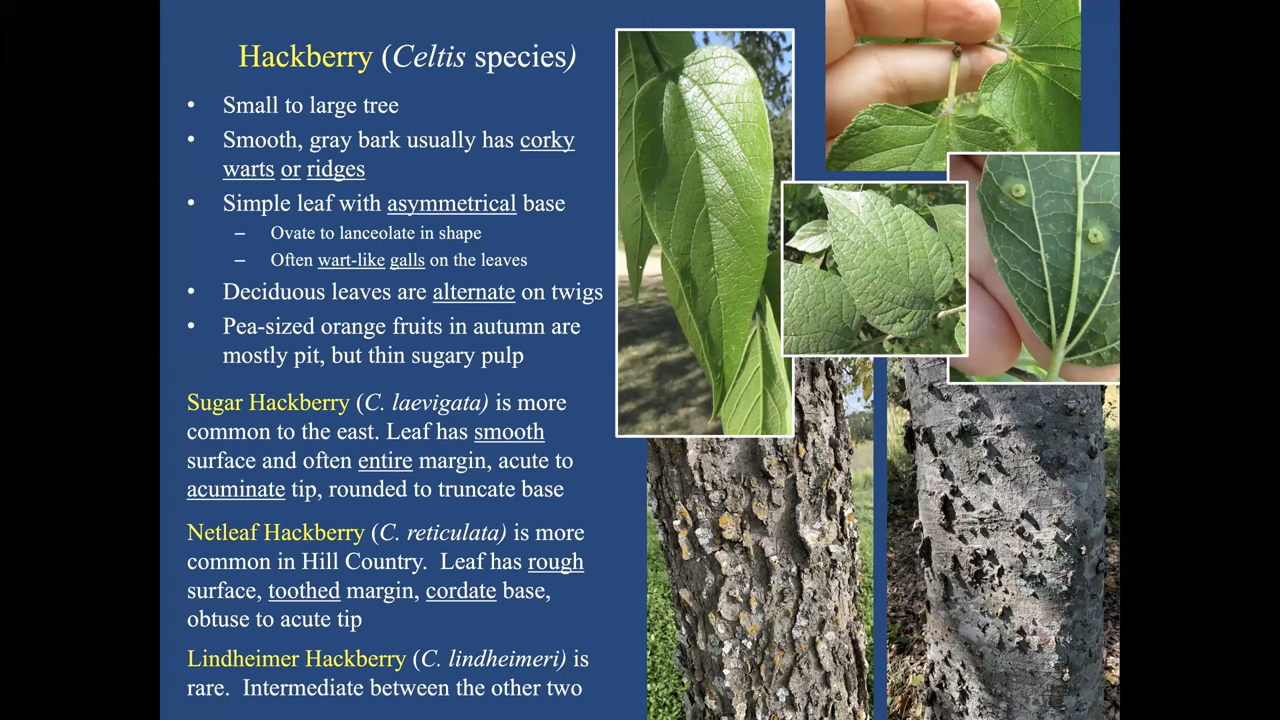 Hackberry (Celtis species)
• Small to large tree
• Smooth, gray bark usually has corky
warts or ridges
• Simple leaf with asymmetrical base
– Ovate to lanceolate in shape
– Often wart-like galls on the leaves
• Deciduous leaves are alternate on twigs
• Pea-sized orange fruits in autumn are
mostly pit, but thin sugary pulp
Sugar Hackberry (C. laevigata) is more
common to the east. Leaf has smooth
surface and often entire margin, acute to
acuminate tip, rounded to truncate base
Netleaf Hackberry (C. reticulata) is more
common in Hill Country.  Leaf has rough
surface, toothed margin, cordate base,
obtuse to acute tip
Lindheimer Hackberry (C. lindheimeri) is
rare.  Intermediate between the other two